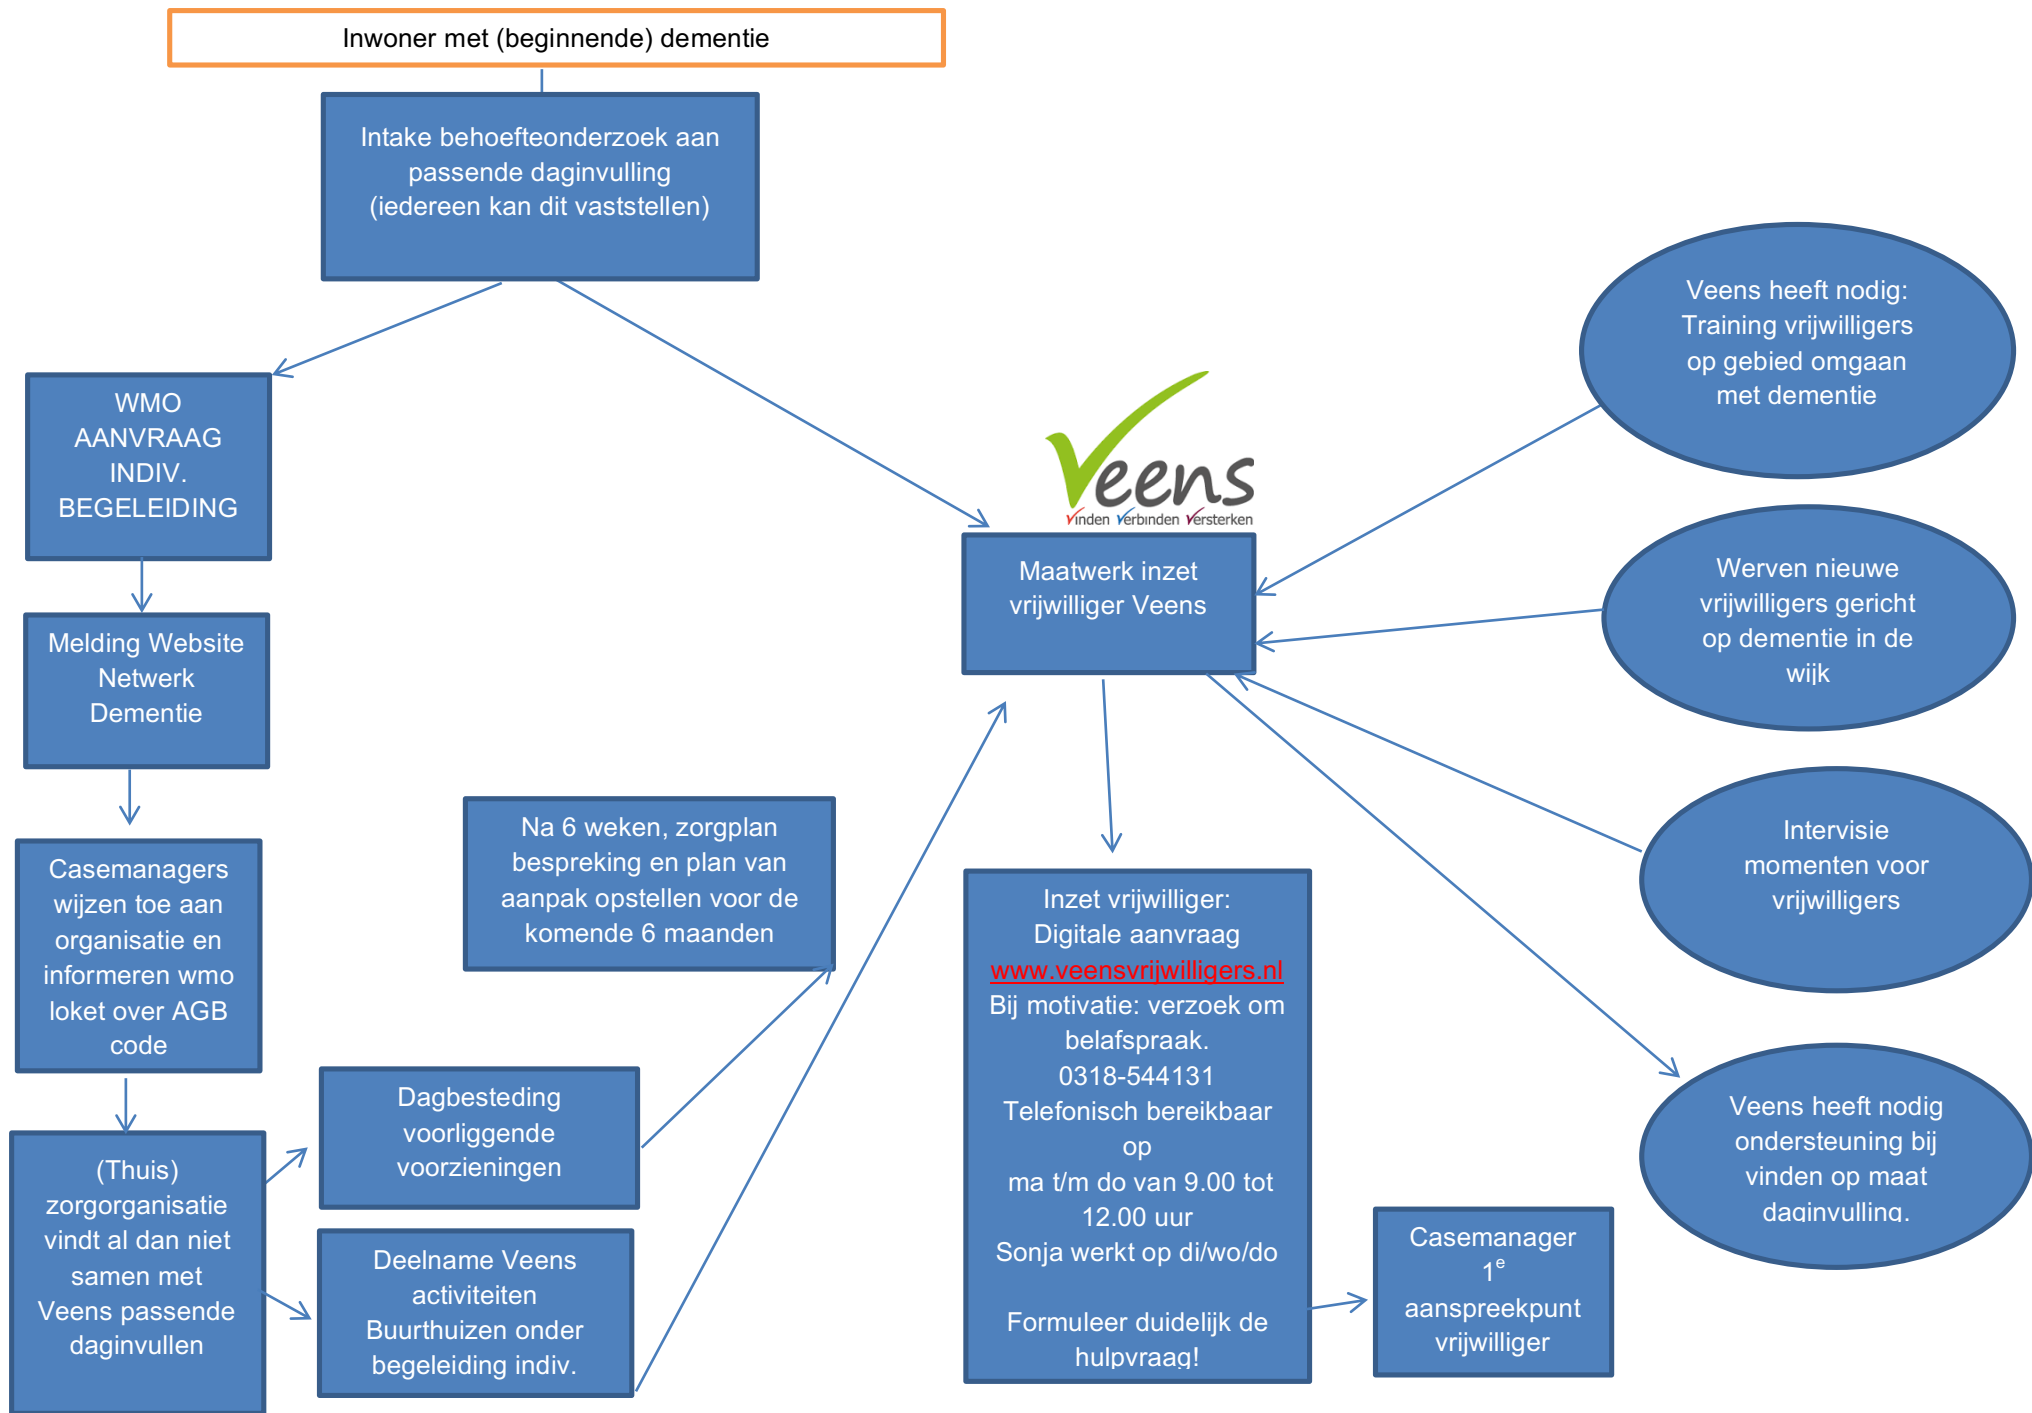 Inwoner met (beginnende) dementie
Intake behoefteonderzoek aan
passende daginvulling
(iedereen kan dit vaststellen)
WMO
AANVRAAG
INDIV.
BEGELEIDING
Melding Website
Netwerk
Dementie
Casemanagers
wijzen toe aan
organisatie en
informeren wmo
loket over AGB
code
(Thuis)
zorgorganisatie
vindt al dan niet
samen met
Veens passende
daginvullen
Dagbesteding
voorliggende
voorzieningen
Deelname Veens
activiteiten
Buurthuizen onder
begeleiding indiv.
Na 6 weken, zorgplan
bespreking en plan van
aanpak opstellen voor de
komende 6 maanden
Veens
Vinden Verbinden Versterken
Maatwerk inzet
vrijwilliger Veens
Inzet vrijwilliger:
Digitale aanvraag
www.veensvrijwilligers.nl
Bij motivatie: verzoek om
belafspraak.
0318-544131
Telefonisch bereikbaar
op
ma t/m do van 9.00 tot
12.00 uur
Sonja werkt op di/wo/do
Formuleer duidelijk de
hulpvraag!
Casemanager
1e
aanspreekpunt
vrijwilliger
Veens heeft nodig:
Training vrijwilligers
op gebied omgaan
met dementie
Werven nieuwe
vrijwilligers gericht
op dementie in de
wijk
Intervisie
momenten voor
vrijwilligers
Veens heeft nodig
ondersteuning bij
vinden op maat
daginvulling.